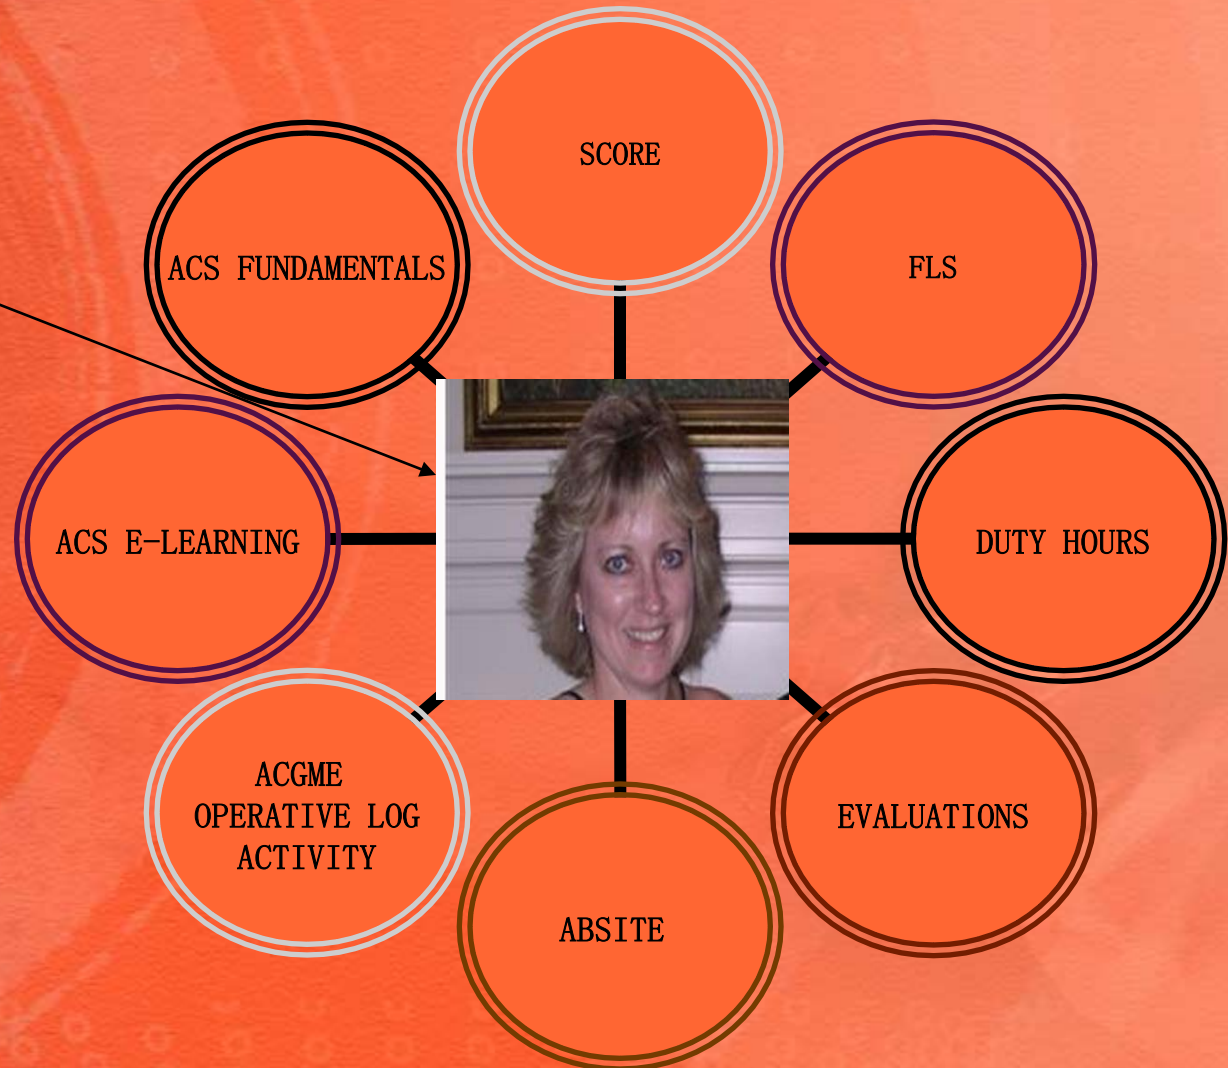 SCORE
ACS FUNDAMENTALS
FLS
ACS E-LEARNING
DUTY HOURS
ACGME
OPERATIVE LOG
ACTIVITY
EVALUATIONS
ABSITE